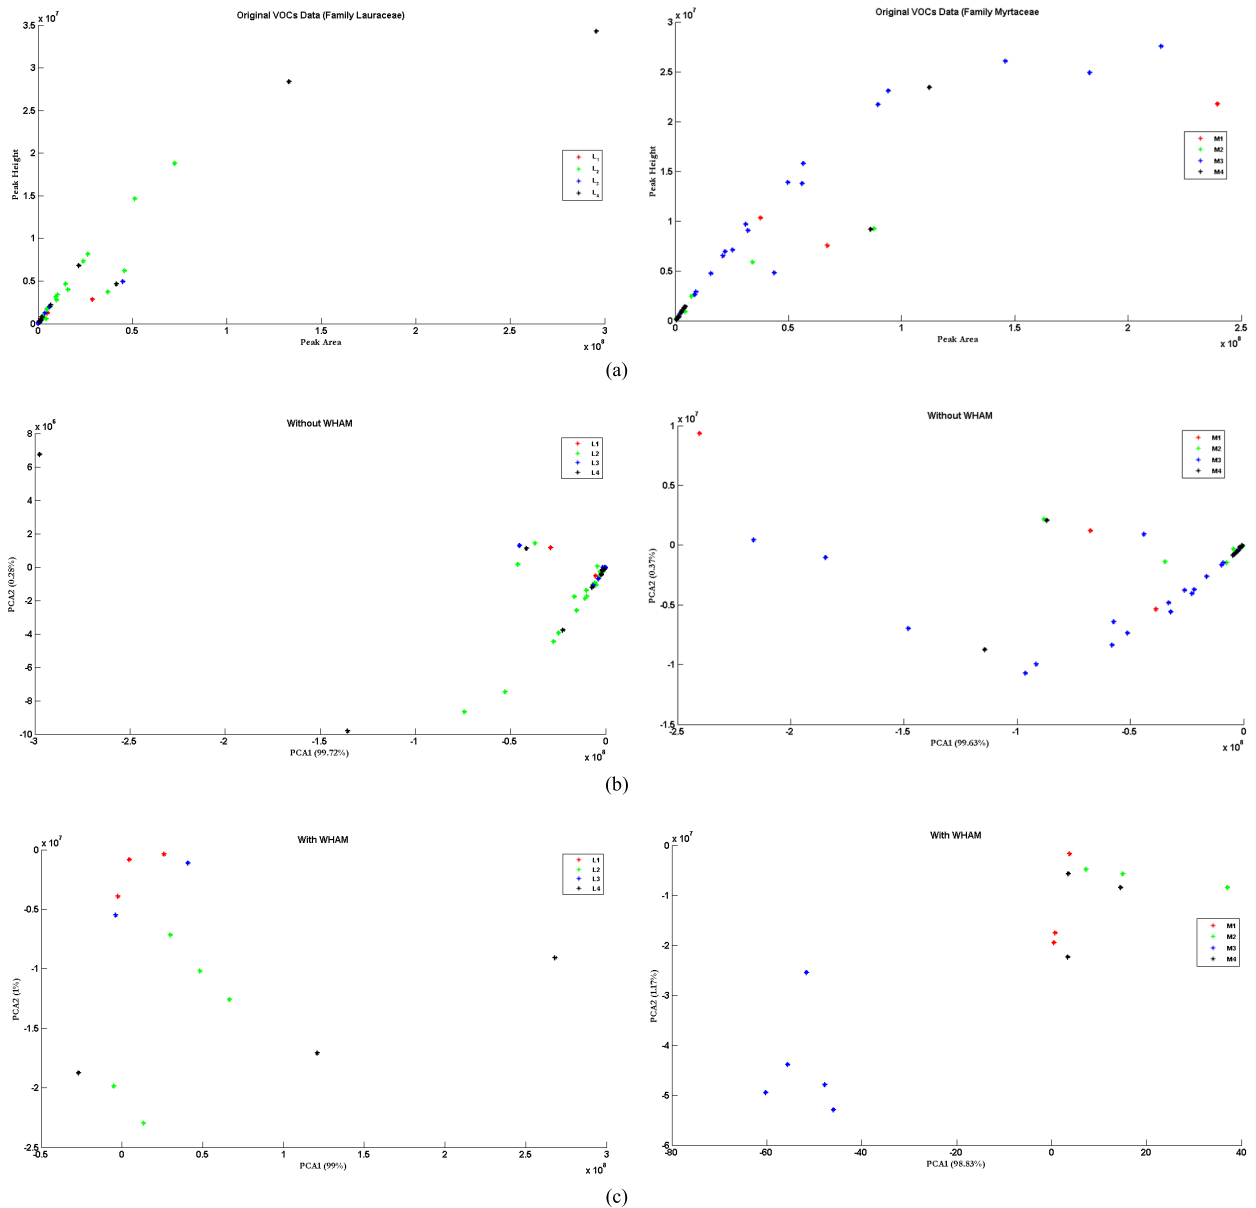 Original VOCs Data (Family Lauraceae)
x 10^7
3.5
3
2.5
2
1.5
1
0.5
0
Peak Height
L1
L2
L3
L4
0 0.5 1 1.5 2 2.5 3
x 10^8
Peak Area
Original VOCs Data (Family Myrtaceae
x 10^7
3
2.5
2
1.5
1
0.5
0
Peak Height
M1
M2
M3
M4
0 0.5 1 1.5 2 2.5
x 10^8
Peak Area
(a)
Without WHAM
x 10^6
8
6
4
2
0
-2
-4
-6
-8
-10
PCA2 (0.28%)
L1
L2
L3
L4
-3 -2.5 -2 -1.5 -1 -0.5 0
x 10^8
PCA1 (99.72%)
Without WHAM
x 10^7
1
0.5
0
-0.5
-1
-1.5
PCA2 (0.37%)
M1
M2
M3
M4
-2.5 -2 -1.5 -1 -0.5 0
x 10^8
PCA1 (99.63%)
(b)
With WHAM
x 10^7
0
-0.5
-1
-1.5
-2
-2.5
PCA2 (1%)
L1
L2
L3
L4
-0.5 0 0.5 1 1.5 2 2.5 3
x 10^8
PCA1 (99%)
With WHAM
x 10^7
0
-1
-2
-3
-4
-5
-6
PCA2 (1.17%)
M1
M2
M3
M4
-80 -60 -40 -20 0 20 40
PCA1 (98.83%)
(c)